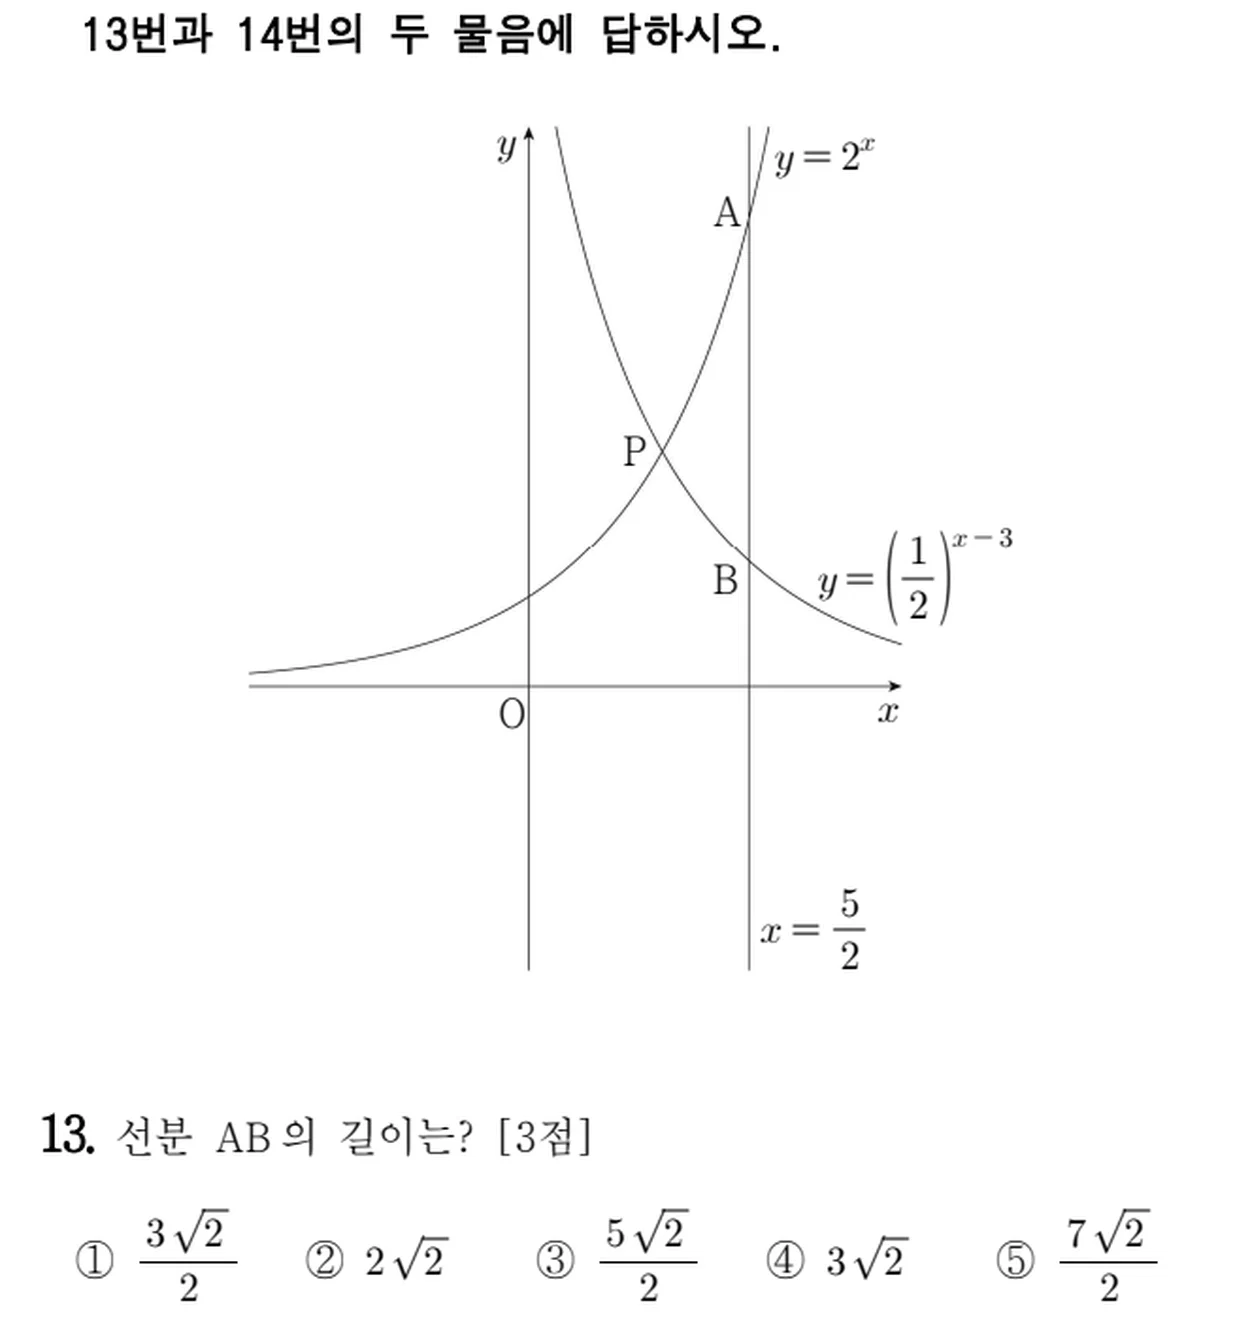 13번과 14번의 두 물음에 답하시오.
y
y = 2^x
A
P
B
y = (1/2)^{x-3}
O
x
x = 5/2
13. 선분 AB의 길이는? [3점]
① 3√2/2 ② 2√2 ③ 5√2/2 ④ 3√2 ⑤ 7√2/2